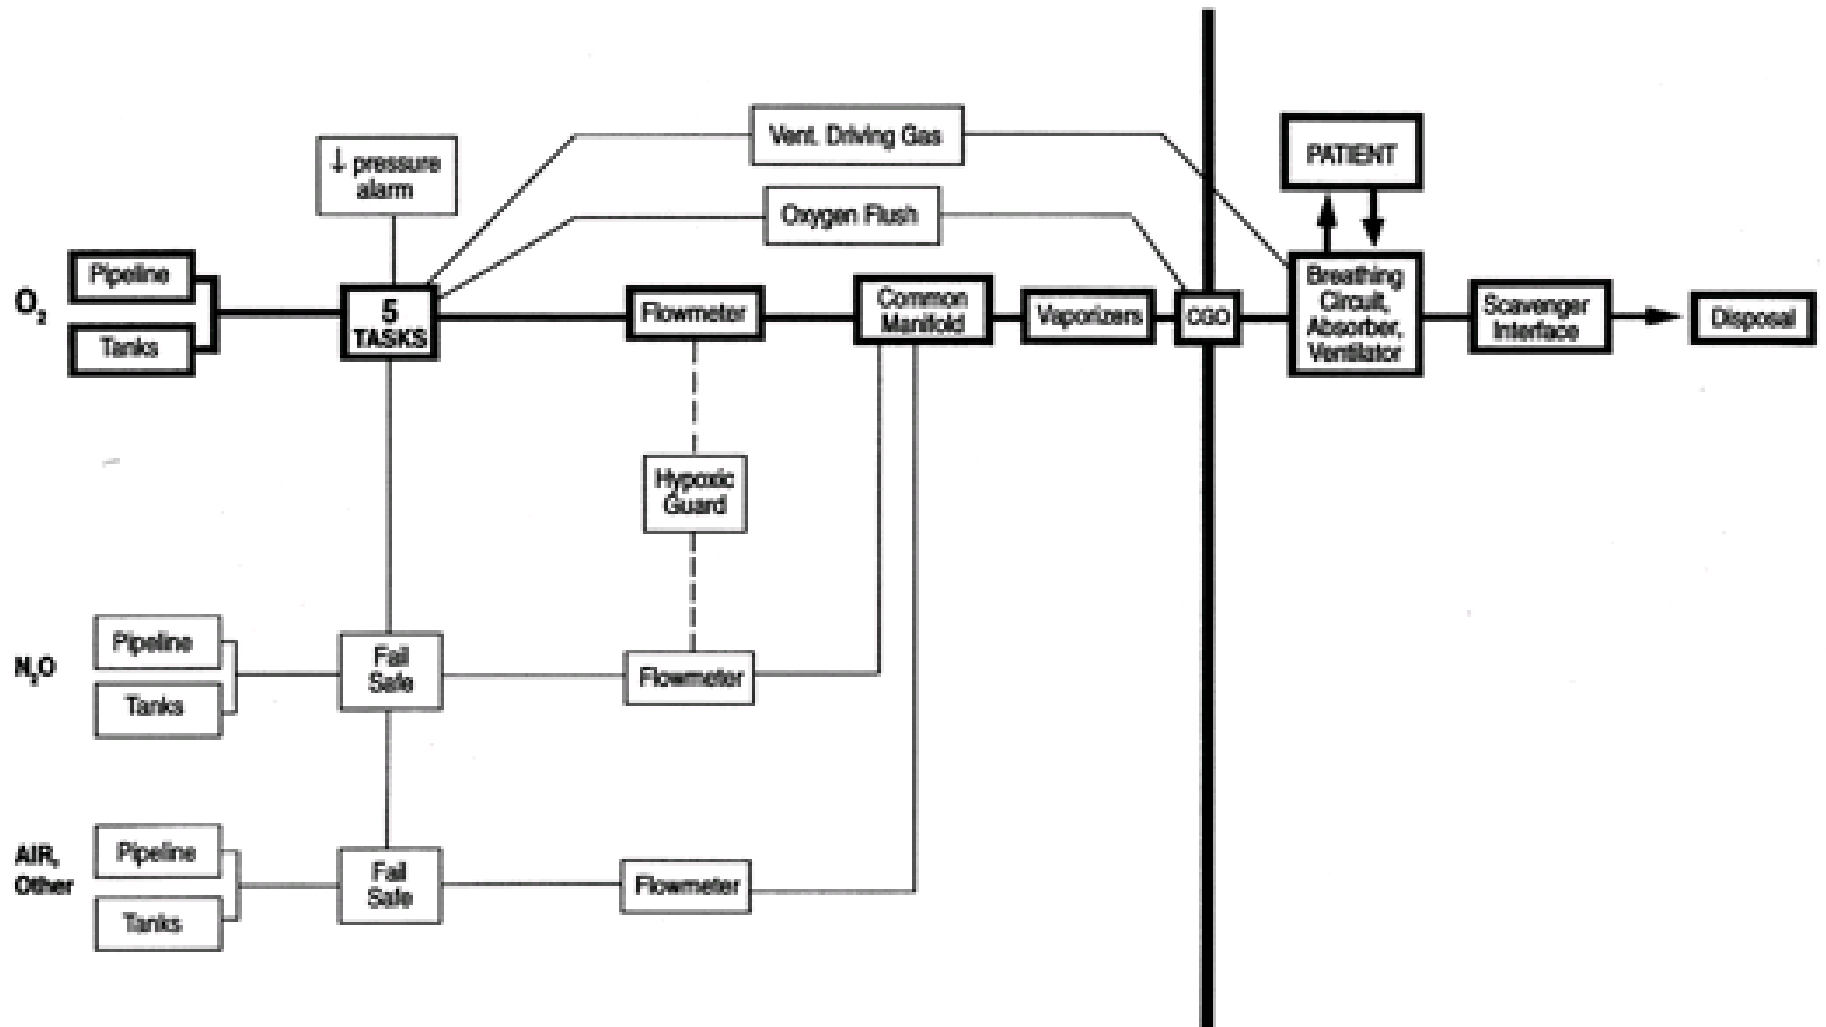 Vent. Driving Gas
PATIENT
↓ pressure
alarm
Oxygen Flush
O₂
Pipeline
Tanks
5
TASKS
Flowmeter
Common
Manifold
Vaporizers
CGO
Breathing
Circuit,
Absorber,
Ventilator
Scavenger
Interface
Disposal
Hypoxic
Guard
N₂O
Pipeline
Tanks
Fail
Safe
Flowmeter
AIR,
Other
Pipeline
Tanks
Fail
Safe
Flowmeter